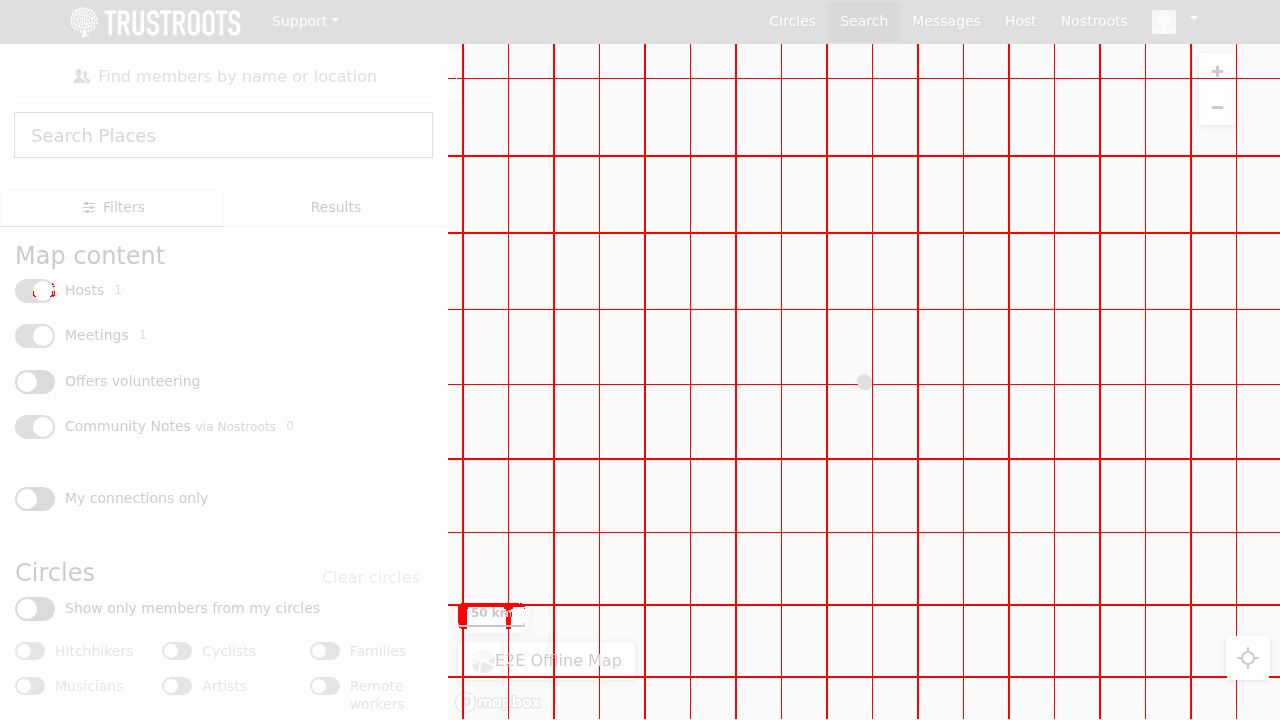 TRUSTROOTS Support Circles Search Messages Host Nostroots
Find members by name or location
Search Places
Filters Results
Map content
Hosts 1
Meetings 1
Offers volunteering
Community Notes via Nostroots 0
My connections only
Circles
Clear circles
Show only members from my circles
Hitchhikers Cyclists Families
Musicians Artists Remote
workers
+
−
50 km
E2E Offline Map
mapbox